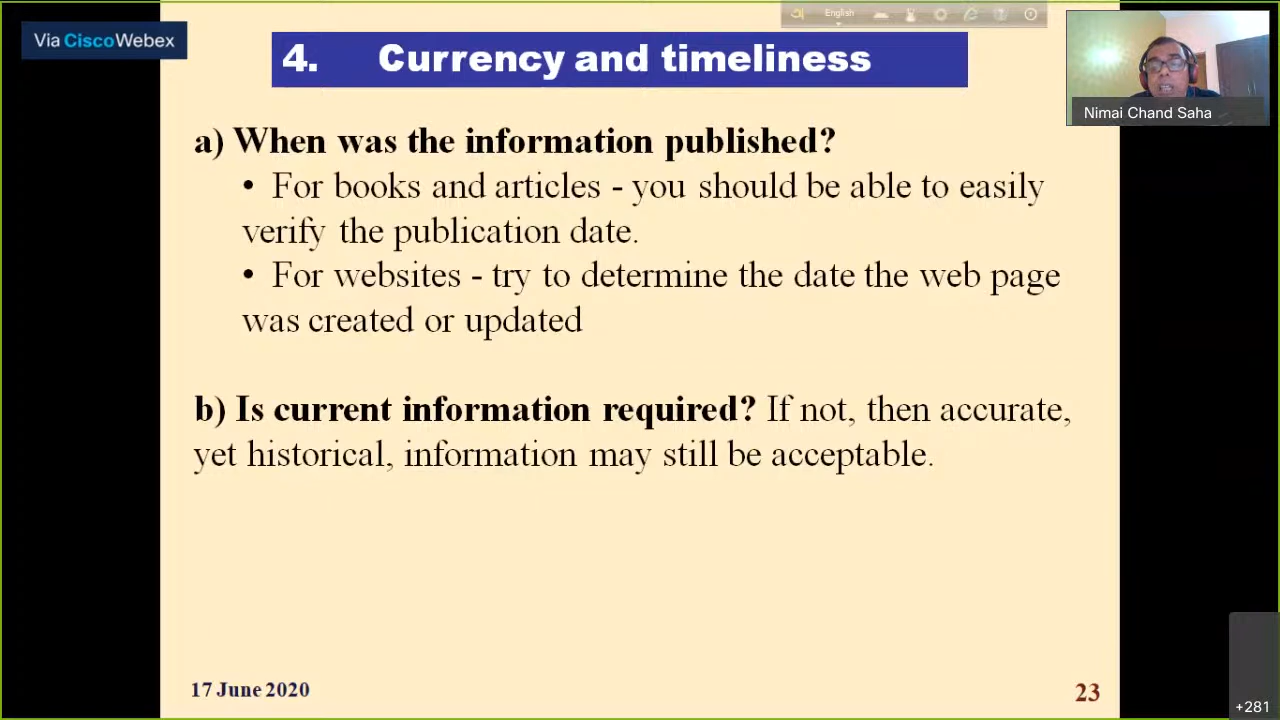 Via CiscoWebex
English
Nimai Chand Saha
4. Currency and timeliness
a) When was the information published?
• For books and articles - you should be able to easily
verify the publication date.
• For websites - try to determine the date the web page
was created or updated
b) Is current information required? If not, then accurate,
yet historical, information may still be acceptable.
17 June 2020
23
+281